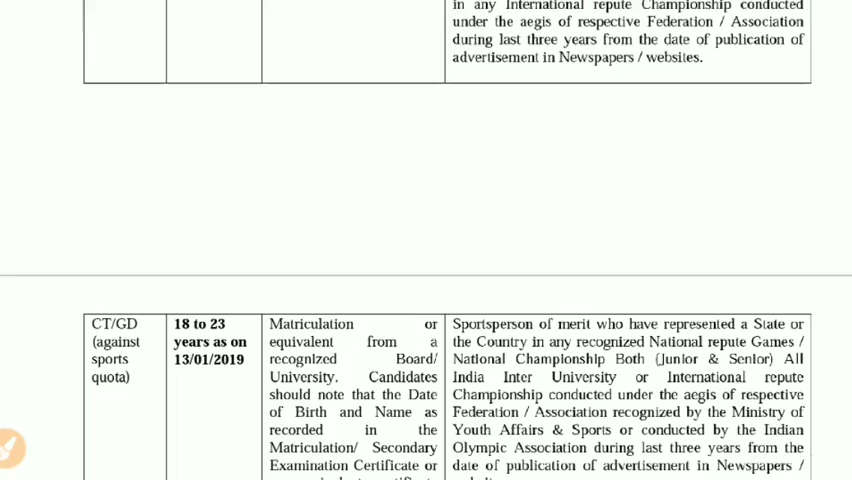 in any International repute Championship conducted
under the aegis of respective Federation / Association
during last three years from the date of publication of
advertisement in Newspapers / websites.
CT/GD
(against
sports
quota)
18 to 23
years as on
13/01/2019
Matriculation or
equivalent from a
recognized Board/
University. Candidates
should note that the Date
of Birth and Name as
recorded in the
Matriculation/ Secondary
Examination Certificate or
Sportsperson of merit who have represented a State or
the Country in any recognized National repute Games /
National Championship Both (Junior & Senior) All
India Inter University or International repute
Championship conducted under the aegis of respective
Federation / Association recognized by the Ministry of
Youth Affairs & Sports or conducted by the Indian
Olympic Association during last three years from the
date of publication of advertisement in Newspapers /